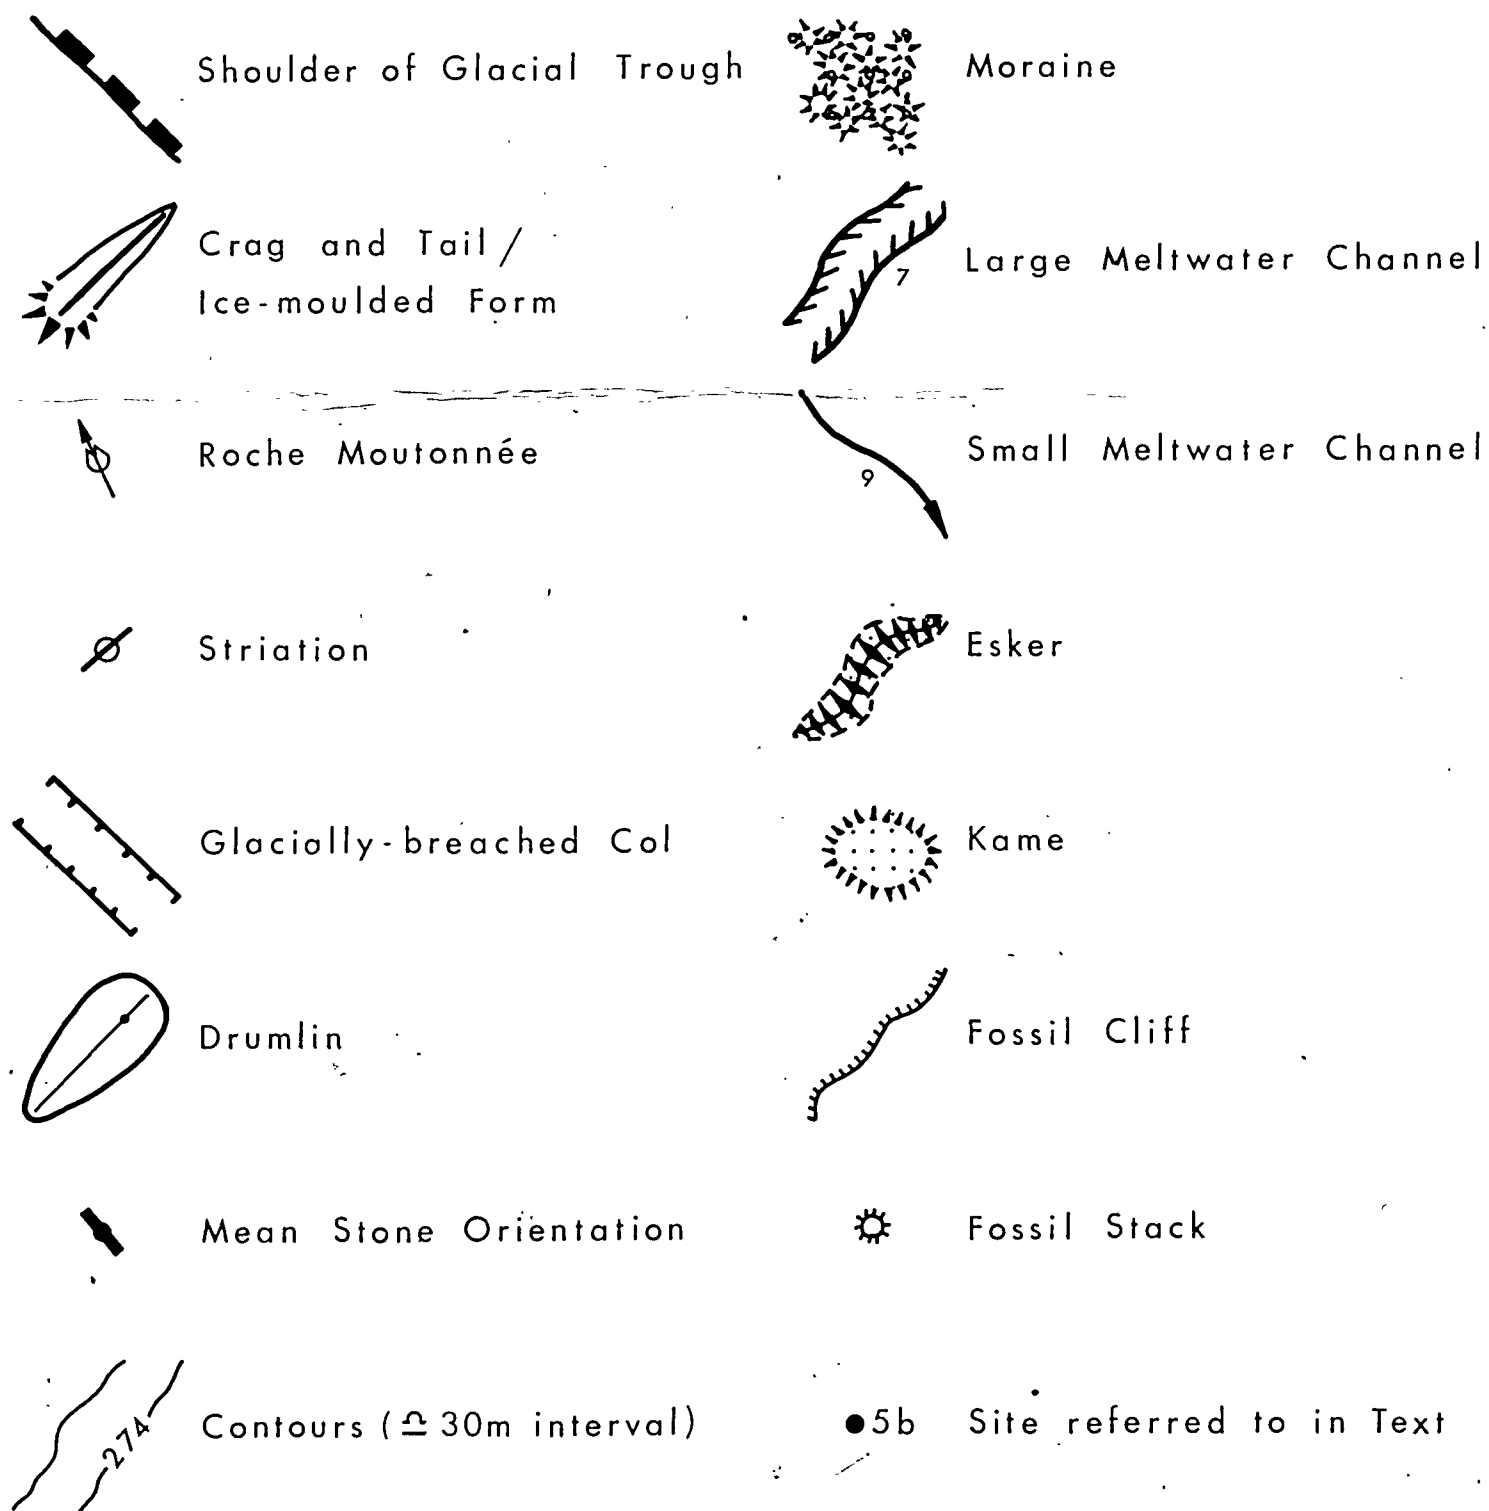 Shoulder of Glacial Trough
Crag and Tail /
Ice-moulded Form
Roche Moutonnée
Striation
Glacially-breached Col
Drumlin
Mean Stone Orientation
274
Contours (≏ 30m interval)
Moraine
7
Large Meltwater Channel
9
Small Meltwater Channel
Esker
Kame
Fossil Cliff
Fossil Stack
●5b Site referred to in Text